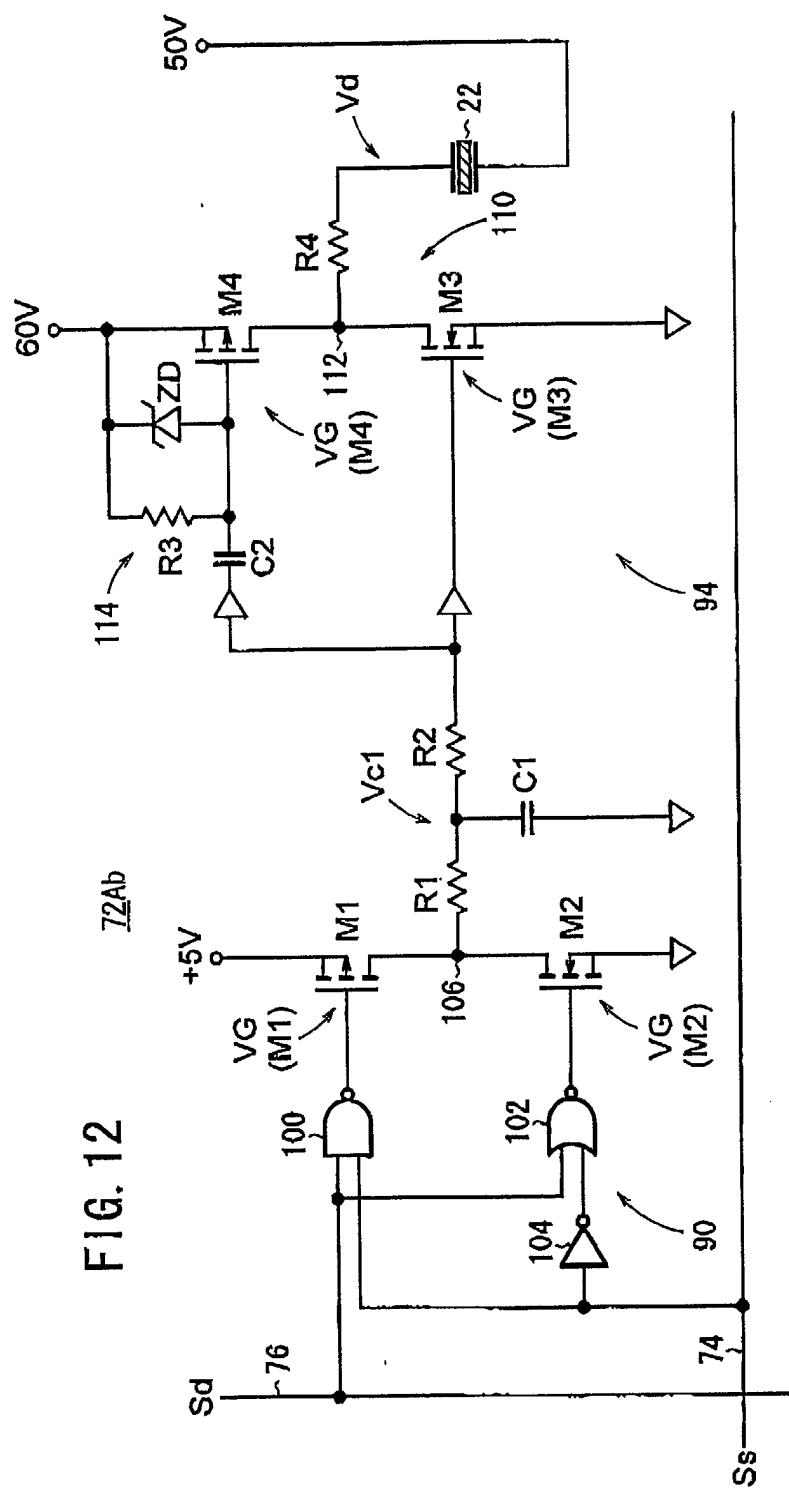 FIG. 12
72Ab
Sd
76
Ss
74
90
100
102
104
VG
(M1)
VG
(M2)
+5V
M1
M2
106
R1
Vc1
C1
R2
94
114
R3
C2
ZD
60V
M4
VG
(M4)
VG
(M3)
112
M3
R4
110
Vd
22
50V